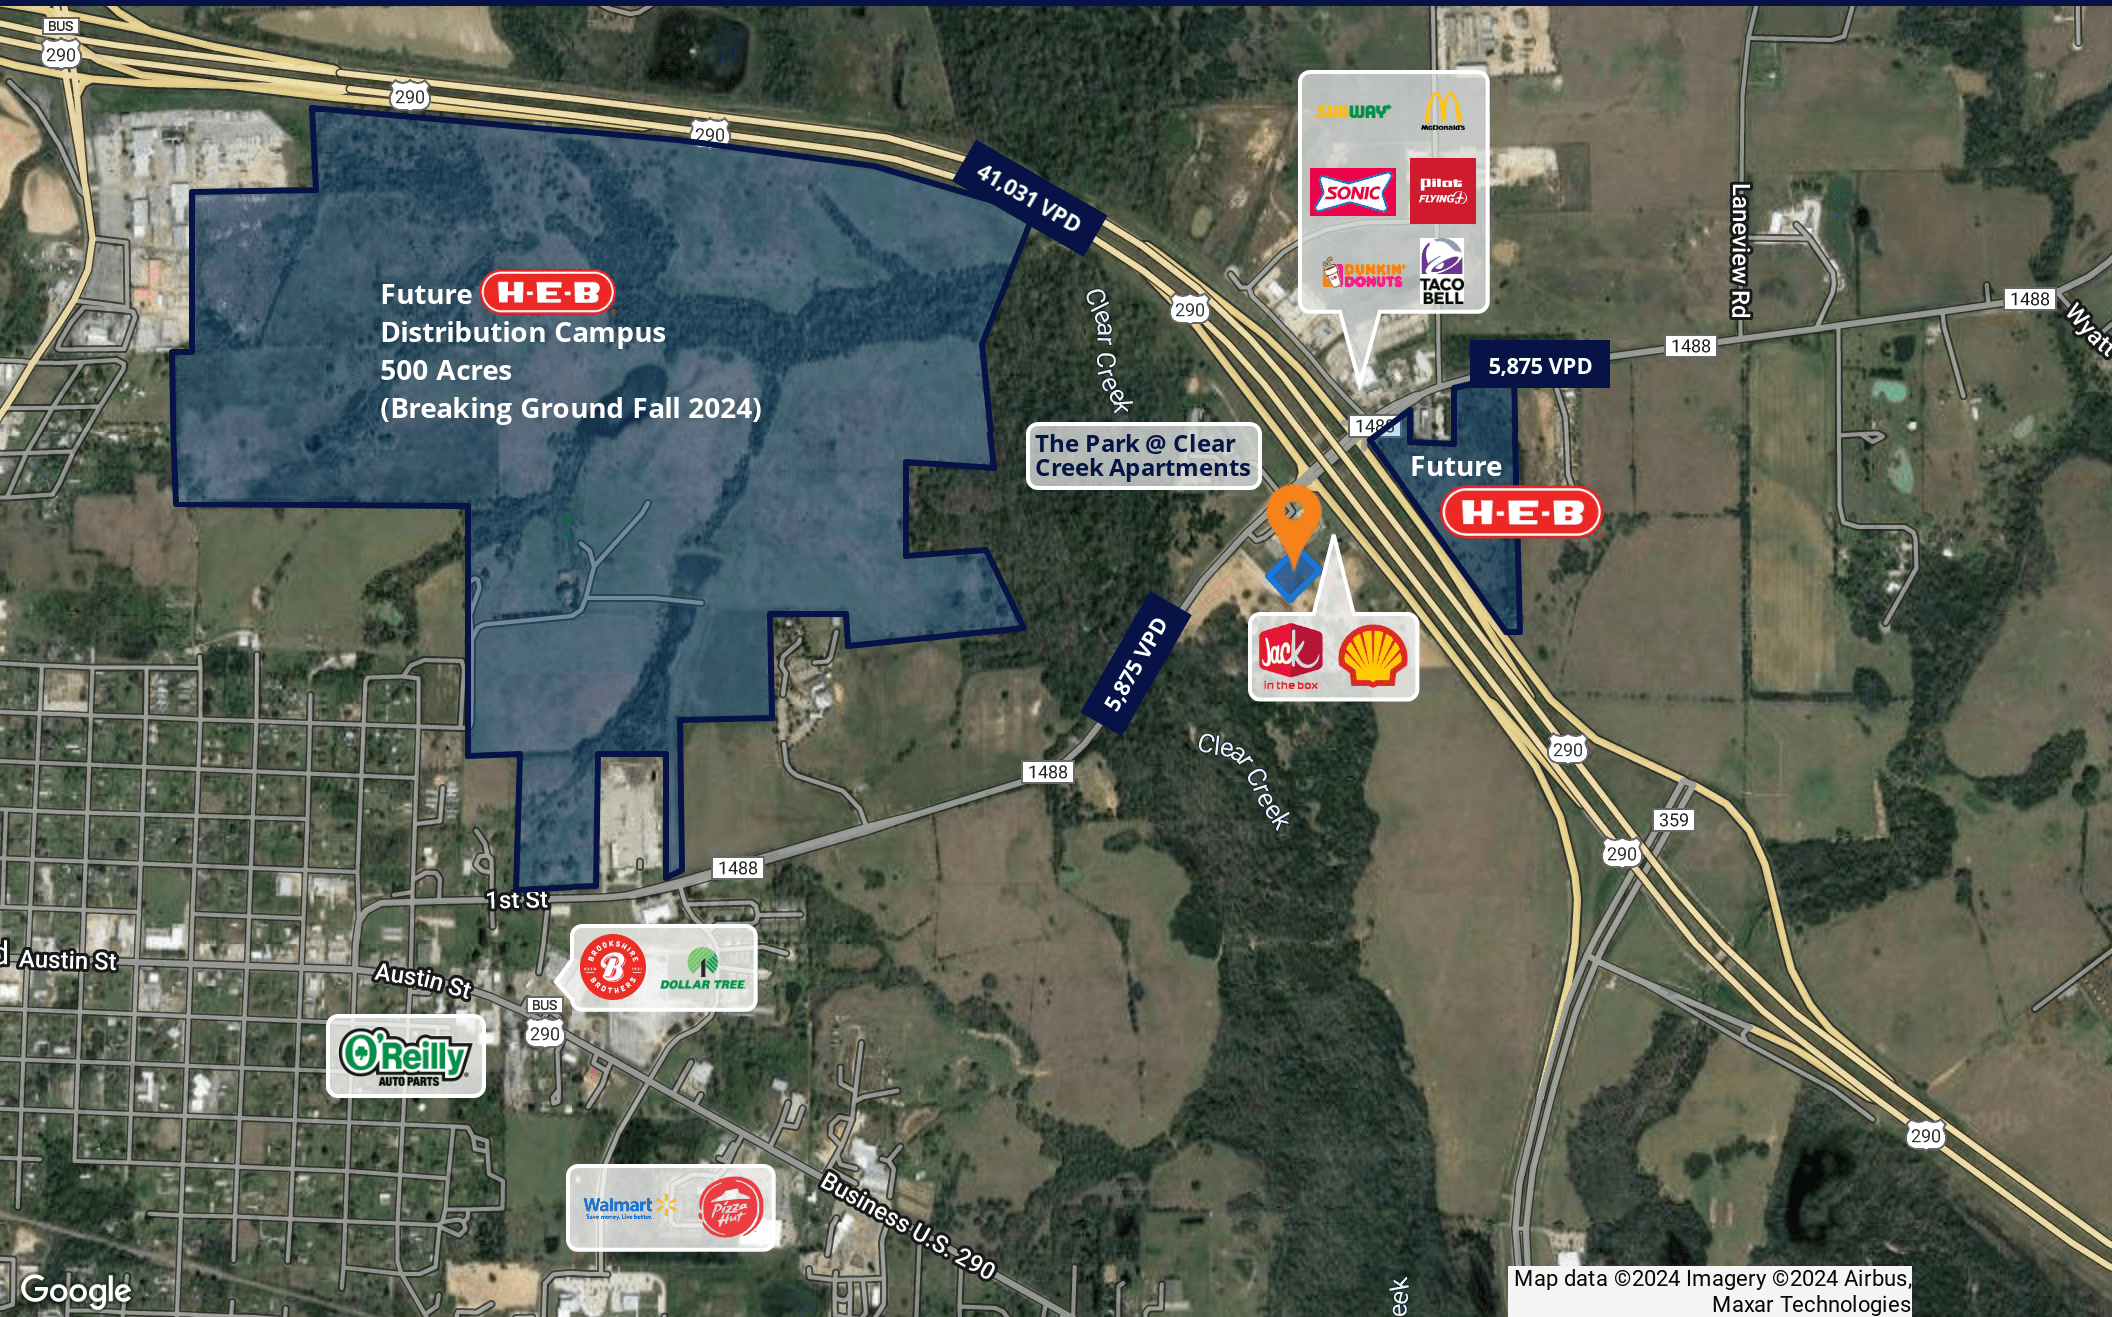 BUS
290
290
290
41,031 VPD
SUBWAY
McDonald's
SONIC
PILOT
FLYING J
DUNKIN'
DONUTS
TACO
BELL
Laneview Rd
1488
Wyatt
Future H-E-B
Distribution Campus
500 Acres
(Breaking Ground Fall 2024)
Clear Creek
290
1488
5,875 VPD
1488
The Park @ Clear
Creek Apartments
Future
H-E-B
5,875 VPD
Jack
in the box
Clear Creek
290
1488
359
290
1488
1st St
d
Austin St
Austin St
BROOKSHIRE
B
BROTHERS
DOLLAR TREE
BUS
290
O'Reilly
AUTO PARTS
290
Walmart
Save money. Live better.
Pizza
Hut
Business U.S. 290
eek
Google
Map data ©2024 Imagery ©2024 Airbus,
Maxar Technologies